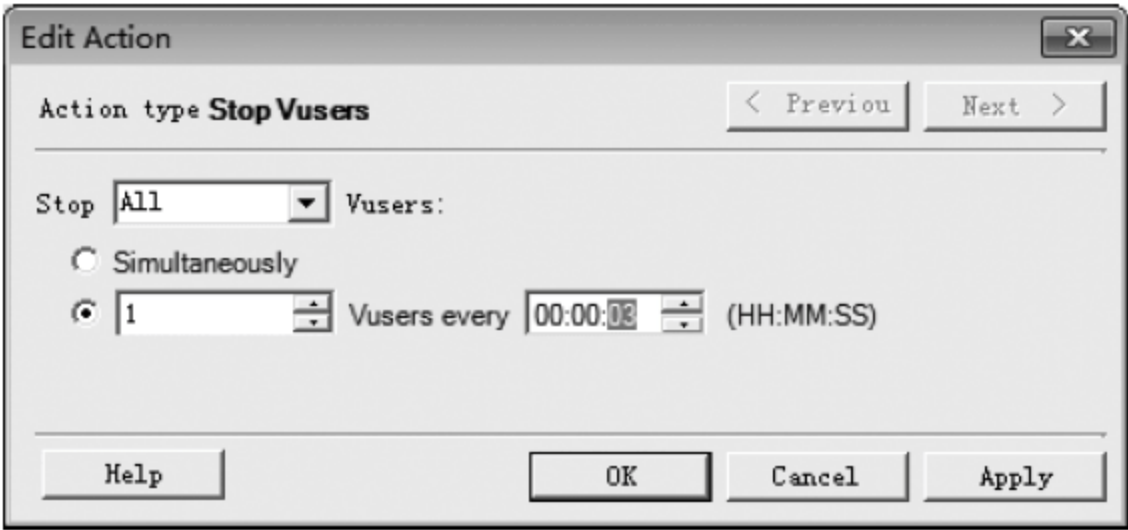 Edit Action
Action type Stop Vusers
< Previou
Next >
Stop All Vusers:
Simultaneously
1 Vusers every 00:00:03 (HH:MM:SS)
Help
OK
Cancel
Apply